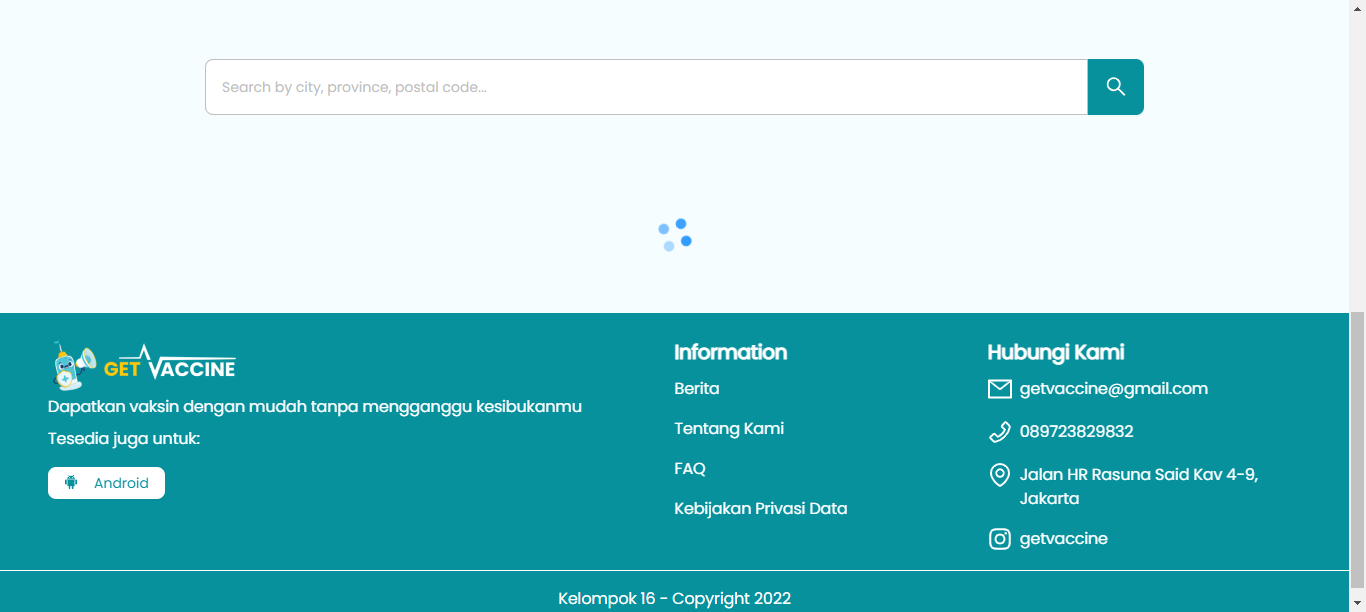 Search by city, province, postal code...
GET VACCINE
Dapatkan vaksin dengan mudah tanpa mengganggu kesibukanmu
Tesedia juga untuk:
Android
Information
Berita
Tentang Kami
FAQ
Kebijakan Privasi Data
Hubungi Kami
getvaccine@gmail.com
089723829832
Jalan HR Rasuna Said Kav 4-9,
Jakarta
getvaccine
Kelompok 16 - Copyright 2022